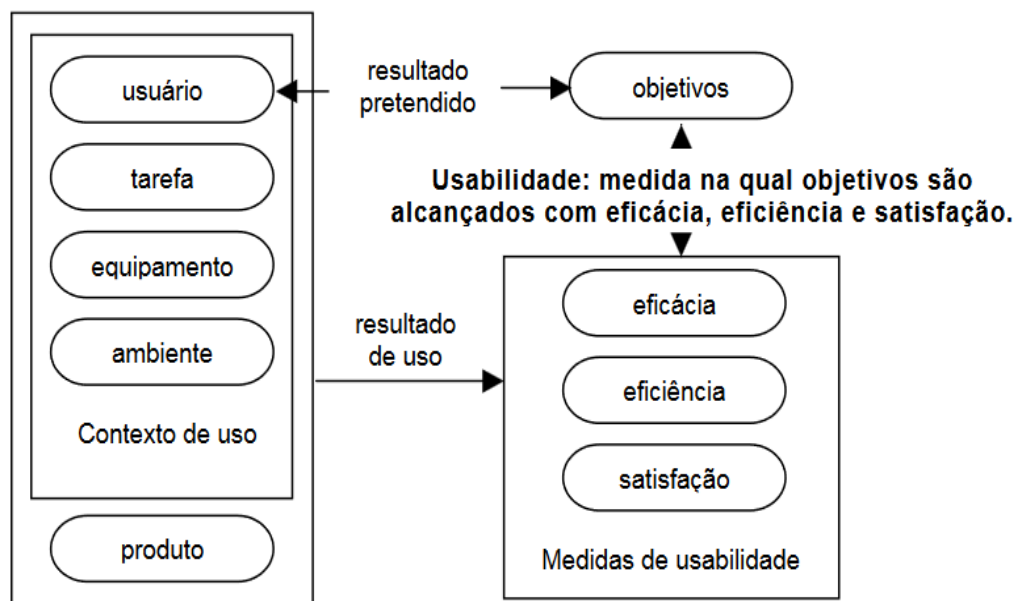 usuário
tarefa
equipamento
ambiente
Contexto de uso
produto
resultado
pretendido
objetivos
Usabilidade: medida na qual objetivos são
alcançados com eficácia, eficiência e satisfação.
resultado
de uso
eficácia
eficiência
satisfação
Medidas de usabilidade